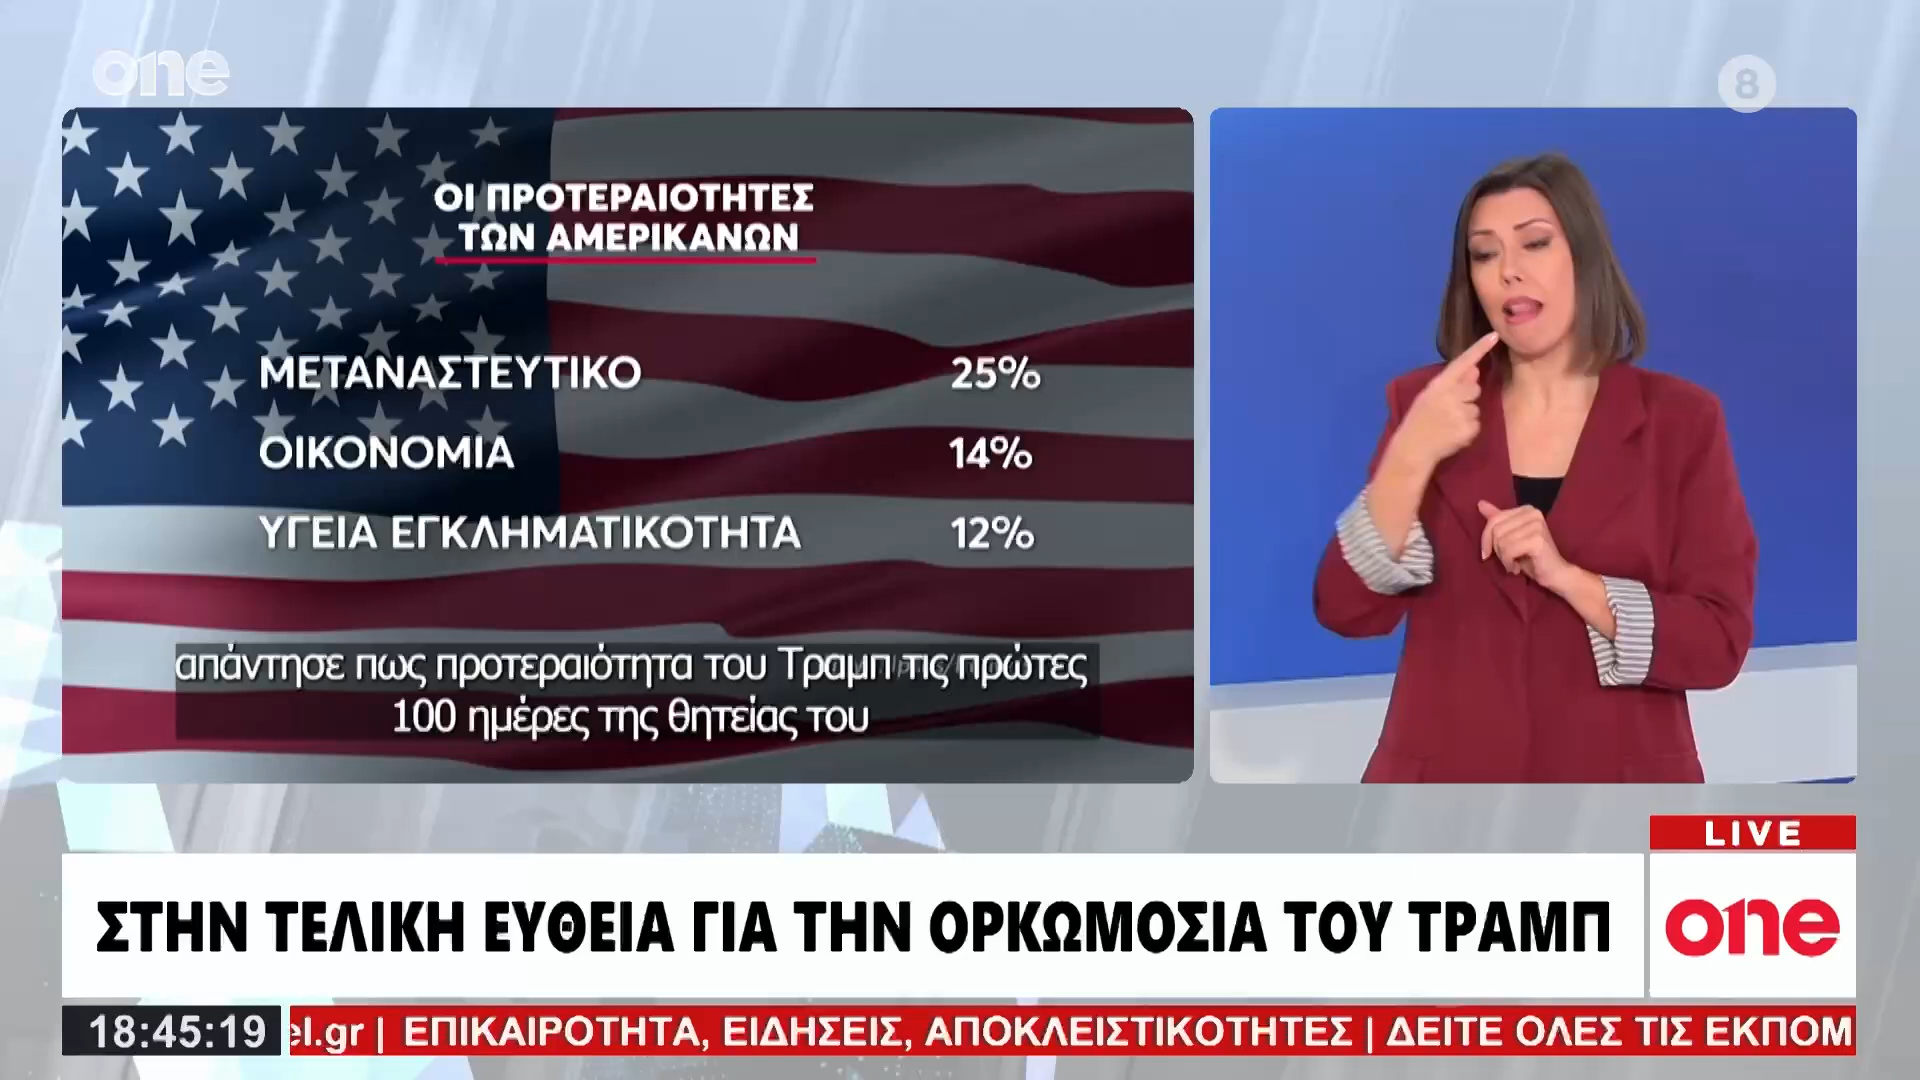 one
8
ΟΙ ΠΡΟΤΕΡΑΙΟΤΗΤΕΣ
ΤΩΝ ΑΜΕΡΙΚΑΝΩΝ
ΜΕΤΑΝΑΣΤΕΥΤΙΚΟ 25%
ΟΙΚΟΝΟΜΙΑ 14%
ΥΓΕΙΑ ΕΓΚΛΗΜΑΤΙΚΟΤΗΤΑ 12%
απάντησε πως προτεραιότητα του Τραμπ τις πρώτες
100 ημέρες της θητείας του
LIVE
ΣΤΗΝ ΤΕΛΙΚΗ ΕΥΘΕΙΑ ΓΙΑ ΤΗΝ ΟΡΚΩΜΟΣΙΑ ΤΟΥ ΤΡΑΜΠ
one
18:45:19 el.gr | ΕΠΙΚΑΙΡΟΤΗΤΑ, ΕΙΔΗΣΕΙΣ, ΑΠΟΚΛΕΙΣΤΙΚΟΤΗΤΕΣ | ΔΕΙΤΕ ΟΛΕΣ ΤΙΣ ΕΚΠΟΜ